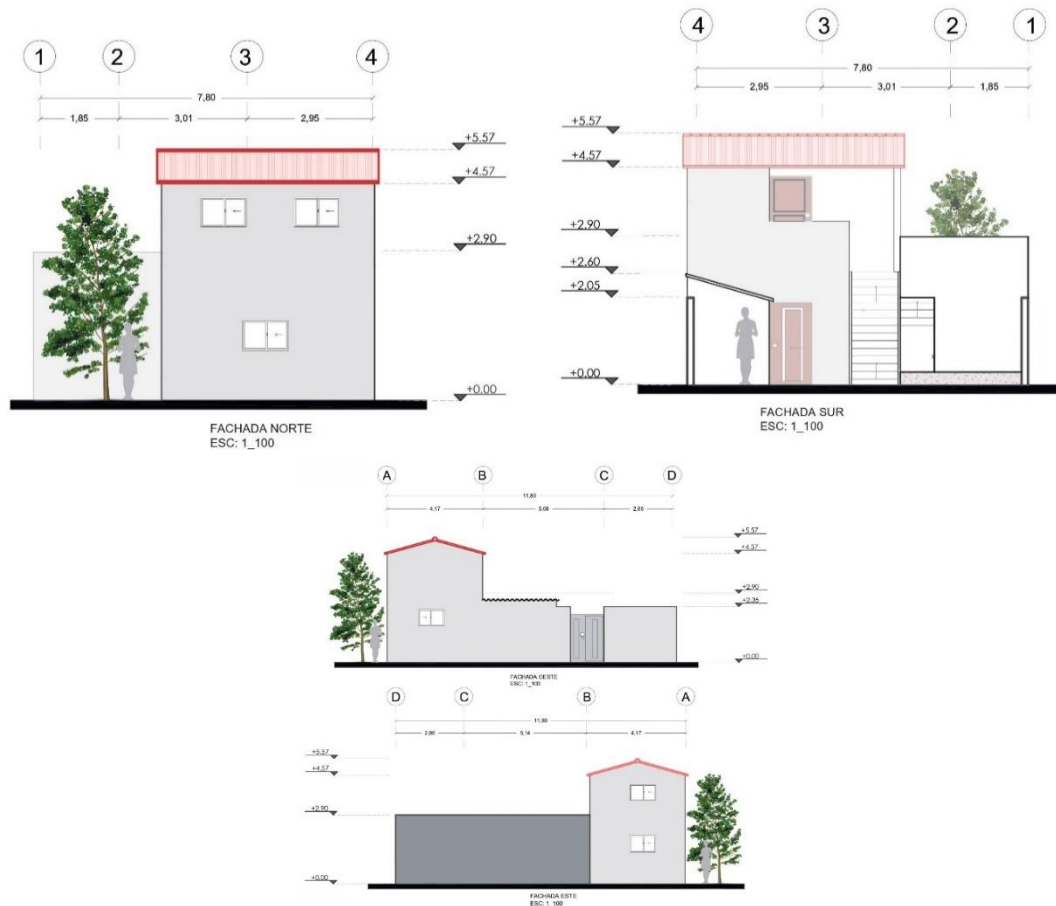 1 2 3 4
7,80
1,85 3,01 2,95
+5.57
+4.57
+2.90
+0.00
FACHADA NORTE
ESC: 1_100
4 3 2 1
7,80
2,95 3,01 1,85
+5.57
+4.57
+2.90
+2.60
+2.05
+0.00
FACHADA SUR
ESC: 1_100
A B C D
11,80
4,17
+5,57
+4,57
+2,90
+2,35
+0,00
FACHADA OESTE
ESC: 1_100
D C B A
11,80
5,14 4,17
+5,57
+4,57
+2,90
+0,00
FACHADA ESTE
ESC: 1_100